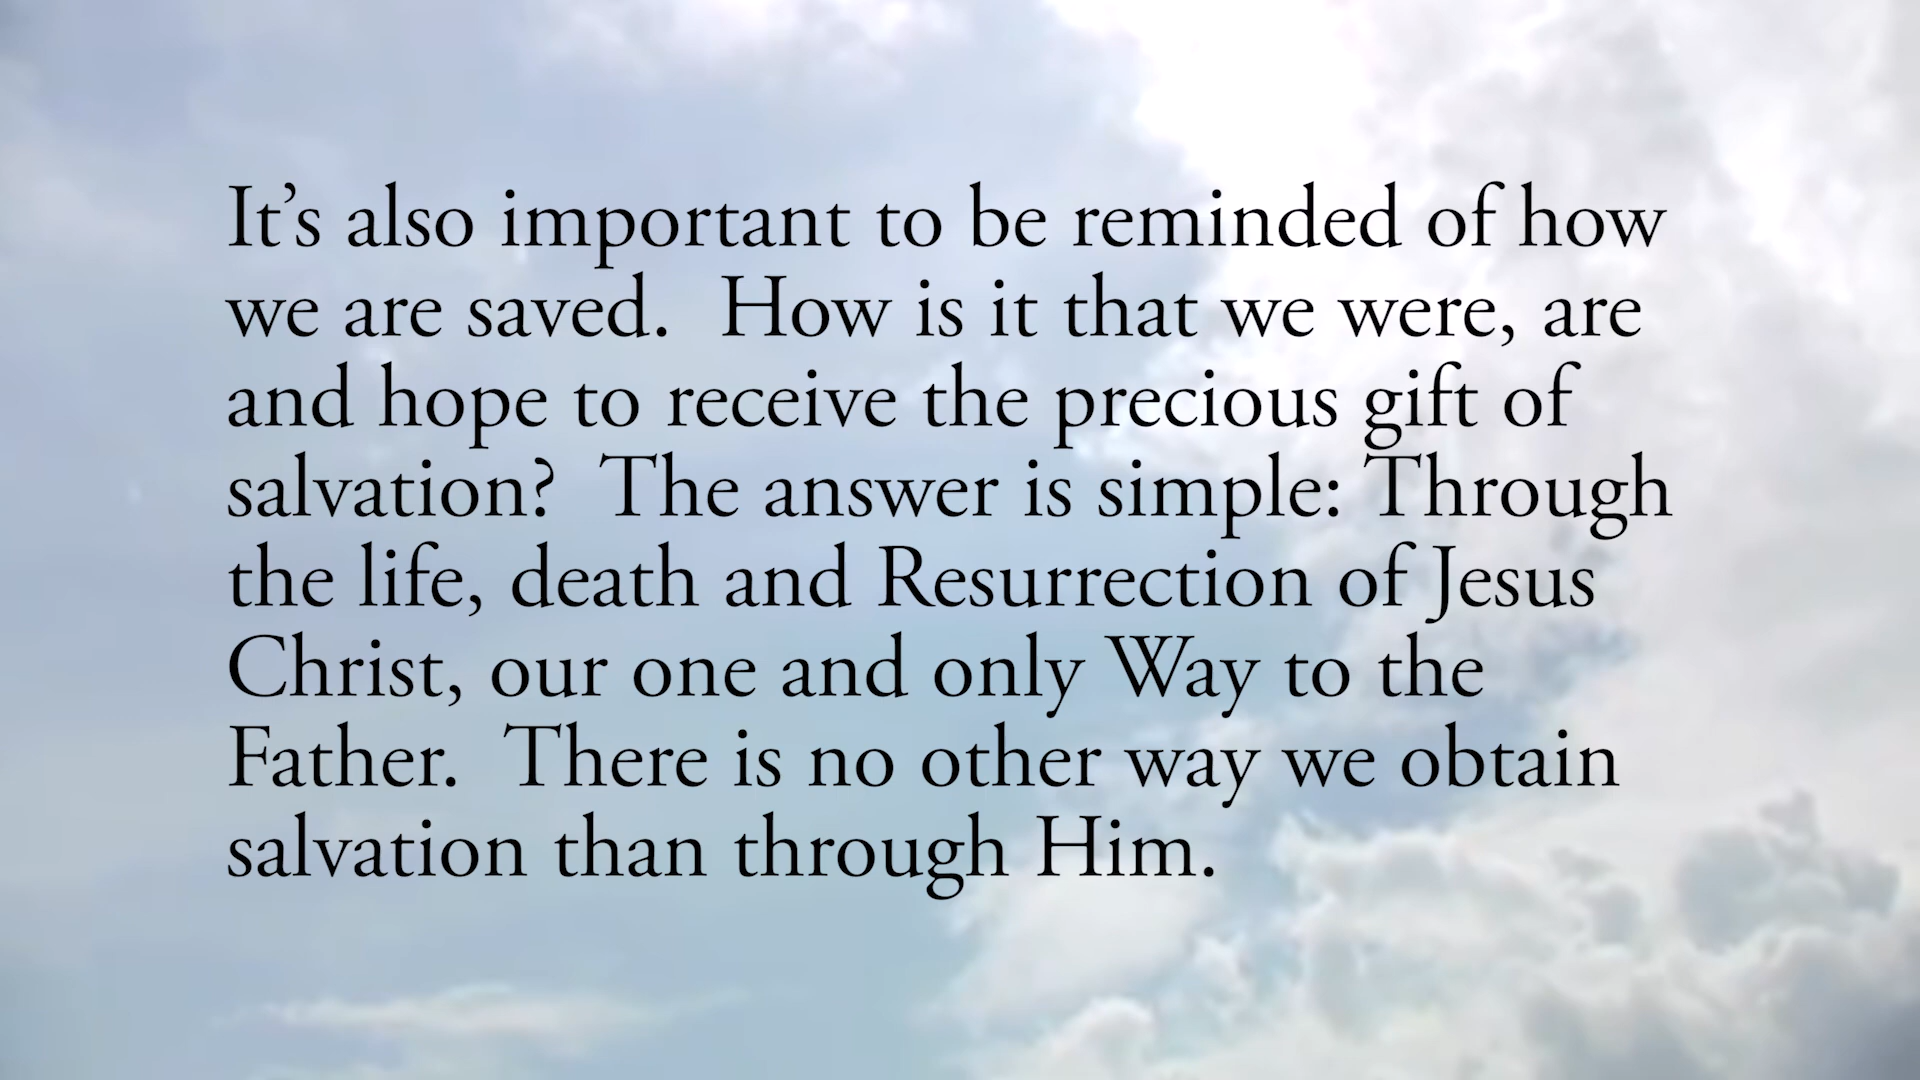 It’s also important to be reminded of how
we are saved.  How is it that we were, are
and hope to receive the precious gift of
salvation?  The answer is simple: Through
the life, death and Resurrection of Jesus
Christ, our one and only Way to the
Father.  There is no other way we obtain
salvation than through Him.